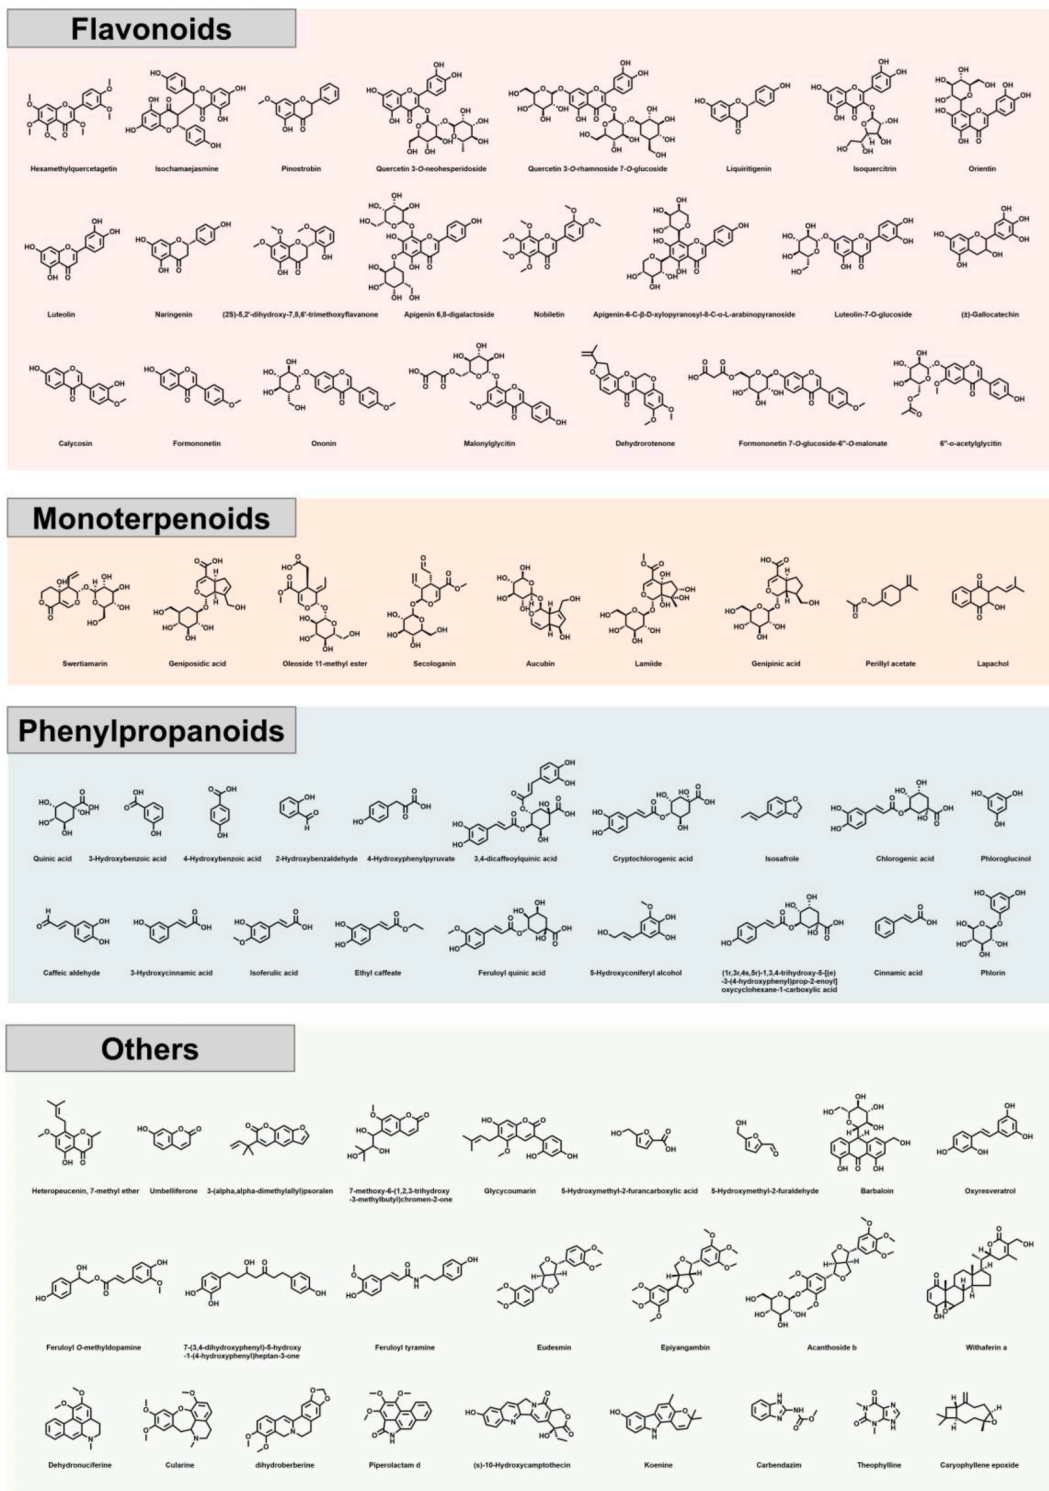 Flavonoids
Hexamethylquercetagetin
Isochamaejasmine
Pinostrobin
Quercetin 3-O-neohesperidoside
Quercetin 3-O-rhamnoside 7-O-glucoside
Liquiritigenin
Isoquercitrin
Orientin
Luteolin
Naringenin
(2S)-5,2'-dihydroxy-7,8,6'-trimethoxyflavanone
Apigenin 6,8-digalactoside
Nobiletin
Apigenin-6-C-β-D-xylopyranosyl-8-C-α-L-arabinopyranoside
Luteolin-7-O-glucoside
(±)-Gallocatechin
Calycosin
Formononetin
Ononin
Malonylglycitin
Dehydrorotenone
Formononetin 7-O-glucoside-6"-O-malonate
6"-o-acetylglycitin
Monoterpenoids
Swertiamarin
Geniposidic acid
Oleoside 11-methyl ester
Secologanin
Aucubin
Lamiide
Genipinic acid
Perillyl acetate
Lapachol
Phenylpropanoids
Quinic acid
3-Hydroxybenzoic acid
4-Hydroxybenzoic acid
2-Hydroxybenzaldehyde
4-Hydroxyphenylpyruvate
3,4-dicaffeoylquinic acid
Cryptochlorogenic acid
Isosafrole
Chlorogenic acid
Phloroglucinol
Caffeic aldehyde
3-Hydroxycinnamic acid
Isoferulic acid
Ethyl caffeate
Feruloyl quinic acid
5-Hydroxyconiferyl alcohol
(1r,3r,4s,5r)-1,3,4-trihydroxy-5-[(e)
-3-(4-hydroxyphenyl)prop-2-enoyl]
oxycyclohexane-1-carboxylic acid
Cinnamic acid
Phlorin
Others
Heteropeucenin, 7-methyl ether
Umbelliferone
3-(alpha,alpha-dimethylallyl)psoralen
7-methoxy-6-(1,2,3-trihydroxy
-3-methylbutyl)chromen-2-one
Glycycoumarin
5-Hydroxymethyl-2-furancarboxylic acid
5-Hydroxymethyl-2-furaldehyde
Barbaloin
Oxyresveratrol
Feruloyl O-methyldopamine
7-(3,4-dihydroxyphenyl)-5-hydroxy
-1-(4-hydroxyphenyl)heptan-3-one
Feruloyl tyramine
Eudesmin
Epiyangambin
Acanthoside b
Withaferin a
Dehydronuciferine
Cularine
dihydroberberine
Piperolactam d
(s)-10-Hydroxycamptothecin
Koenine
Carbendazim
Theophylline
Caryophyllene epoxide